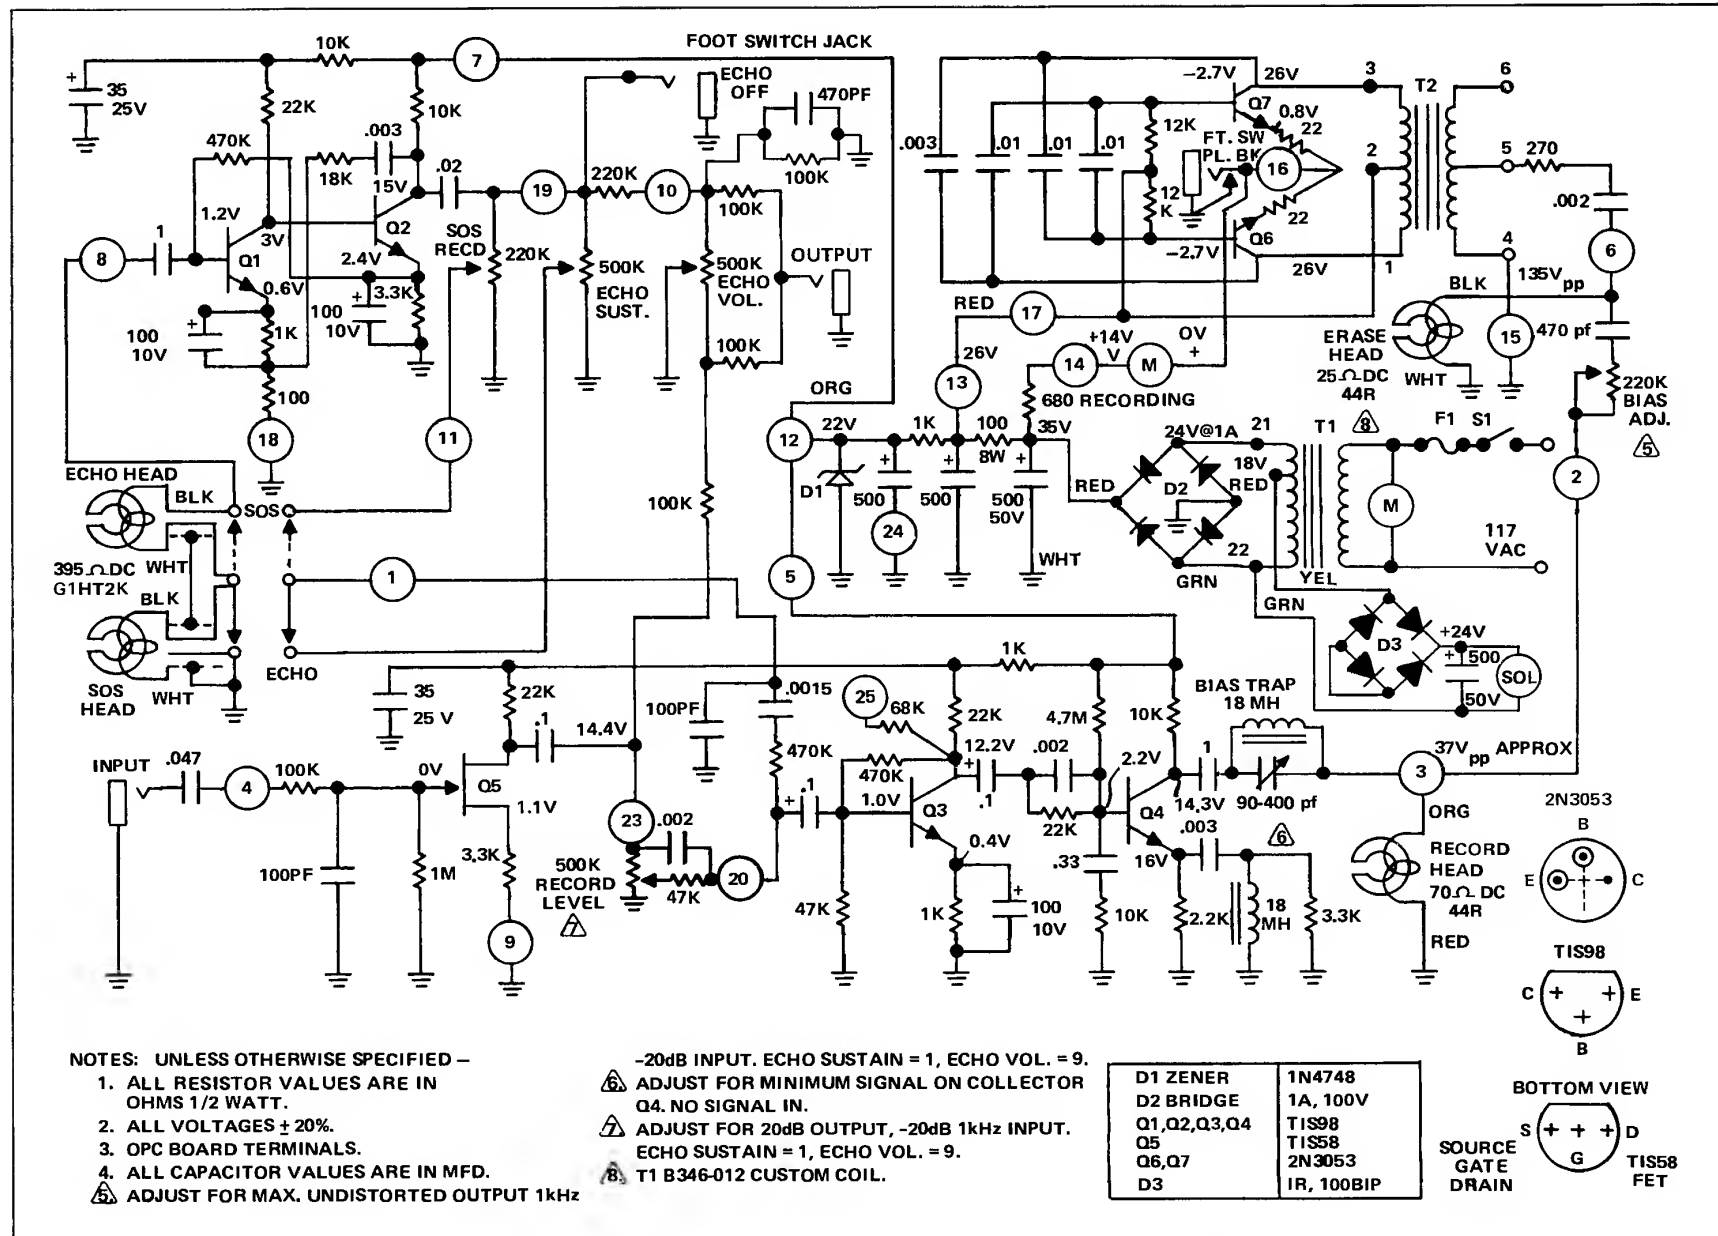 FOOT SWITCH JACK
10K
7
+
35
25V
22K
10K
470K
.003
18K
15V
.02
1.2V
3V
Q1
0.6V
Q2
2.4V
1
8
100
10V
+
1K
100
10V
+
3.3K
100
18
SOS
RECD
220K
19
220K
10
500K
ECHO
SUST.
ECHO
OFF
470PF
100K
100K
500K
ECHO
VOL.
OUTPUT
100K
11
ECHO HEAD
BLK
SOS
WHT
395 Ω DC
G1HT2K
BLK
1
SOS
HEAD
WHT
ECHO
100K
ORG
12
22V
D1
+
500
24
1K
26V
13
+
500
100
8W
35V
+
500
50V
WHT
680 RECORDING
14
+14V
V
M
0V
+
RED
17
5
.003
.01
.01
.01
12K
12
K
-2.7V
26V
Q7
0.8V
22
FT. SW
PL. BK
16
22
Q6
-2.7V
26V
3
2
1
T2
6
5
4
270
.002
6
135V
pp
BLK
470 pf
15
ERASE
HEAD
25 Ω DC
44R
WHT
220K
BIAS
ADJ.
5
2
24V@1A
21
18V
RED
RED
D2
22
GRN
T1
8
F1
S1
M
117
VAC
YEL
GRN
D3
+24V
+
500
50V
SOL
INPUT
.047
4
100K
100PF
0V
1M
+
35
25 V
22K
.1
14.4V
Q5
1.1V
3.3K
9
23
500K
RECORD
LEVEL
7
.002
47K
20
100PF
.0015
470K
+
.1
25
68K
22K
470K
12.2V
1.0V
Q3
0.4V
47K
1K
+
100
10V
+
.1
1K
4.7M
.002
22K
.33
10K
10K
2.2V
Q4
14.3V
16V
1
BIAS TRAP
18 MH
90-400 pf
6
.003
2.2K
18
MH
3.3K
3
37V
pp
APPROX
ORG
RECORD
HEAD
70 Ω DC
44R
RED
2N3053
B
E
C
TIS98
C
E
B
BOTTOM VIEW
S
D
G
SOURCE
GATE
DRAIN
TIS58
FET
NOTES: UNLESS OTHERWISE SPECIFIED –
1. ALL RESISTOR VALUES ARE IN
OHMS 1/2 WATT.
2. ALL VOLTAGES ± 20%.
3. OPC BOARD TERMINALS.
4. ALL CAPACITOR VALUES ARE IN MFD.
5. ADJUST FOR MAX. UNDISTORTED OUTPUT 1kHz
-20dB INPUT. ECHO SUSTAIN = 1, ECHO VOL. = 9.
6. ADJUST FOR MINIMUM SIGNAL ON COLLECTOR
Q4. NO SIGNAL IN.
7. ADJUST FOR 20dB OUTPUT, -20dB 1kHz INPUT.
ECHO SUSTAIN = 1, ECHO VOL. = 9.
8. T1 B346-012 CUSTOM COIL.
D1 ZENER 1N4748
D2 BRIDGE 1A, 100V
Q1,Q2,Q3,Q4 TIS98
Q5 TIS58
Q6,Q7 2N3053
D3 IR, 100BIP